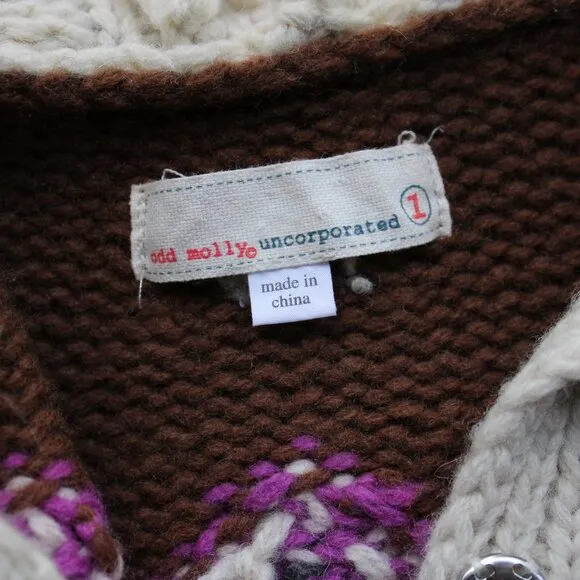 odd molly© uncorporated 1
made in
china